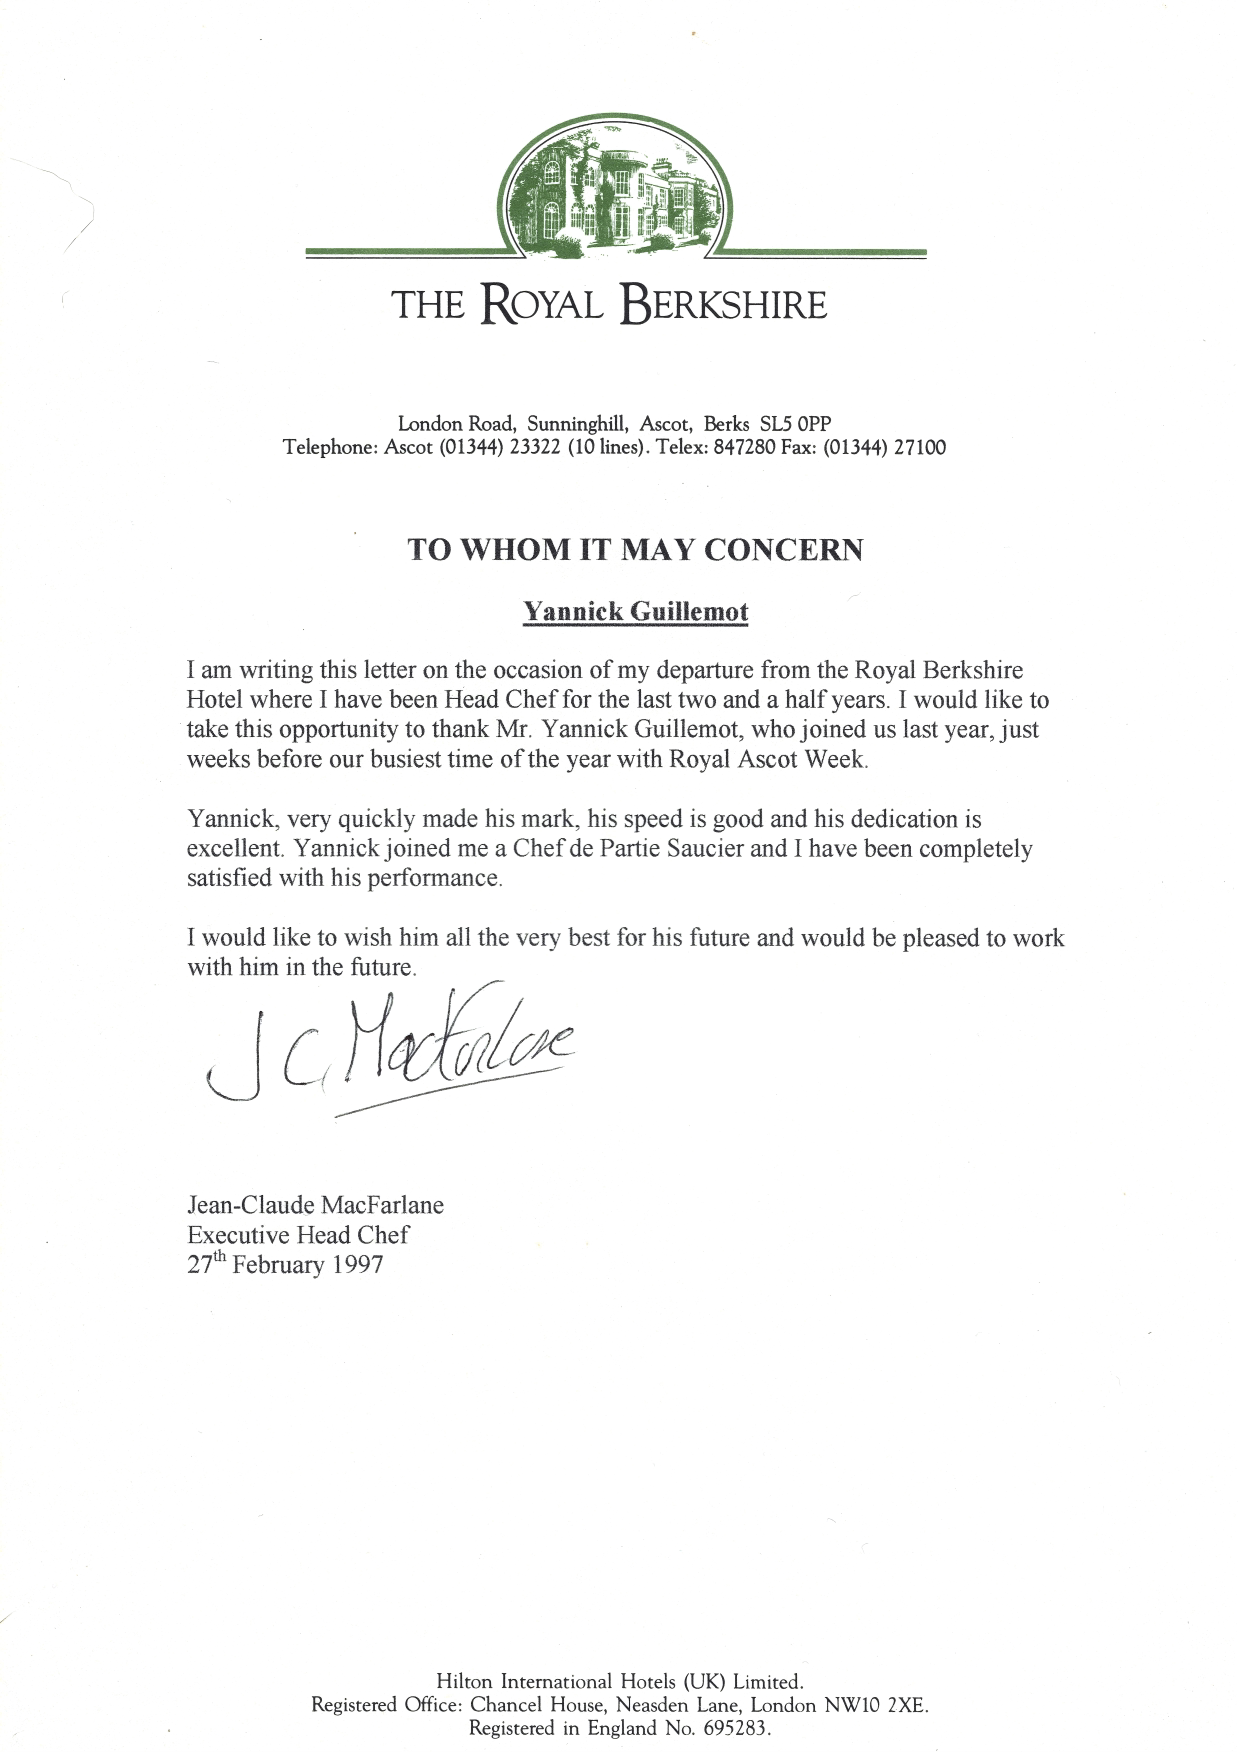 THE ROYAL BERKSHIRE
London Road, Sunninghill, Ascot, Berks SL5 0PP
Telephone: Ascot (01344) 23322 (10 lines). Telex: 847280 Fax: (01344) 27100
TO WHOM IT MAY CONCERN
Yannick Guillemot
I am writing this letter on the occasion of my departure from the Royal Berkshire
Hotel where I have been Head Chef for the last two and a half years. I would like to
take this opportunity to thank Mr. Yannick Guillemot, who joined us last year, just
weeks before our busiest time of the year with Royal Ascot Week.
Yannick, very quickly made his mark, his speed is good and his dedication is
excellent. Yannick joined me a Chef de Partie Saucier and I have been completely
satisfied with his performance.
I would like to wish him all the very best for his future and would be pleased to work
with him in the future.
J C MacFarlane
Jean-Claude MacFarlane
Executive Head Chef
27th February 1997
Hilton International Hotels (UK) Limited.
Registered Office: Chancel House, Neasden Lane, London NW10 2XE.
Registered in England No. 695283.